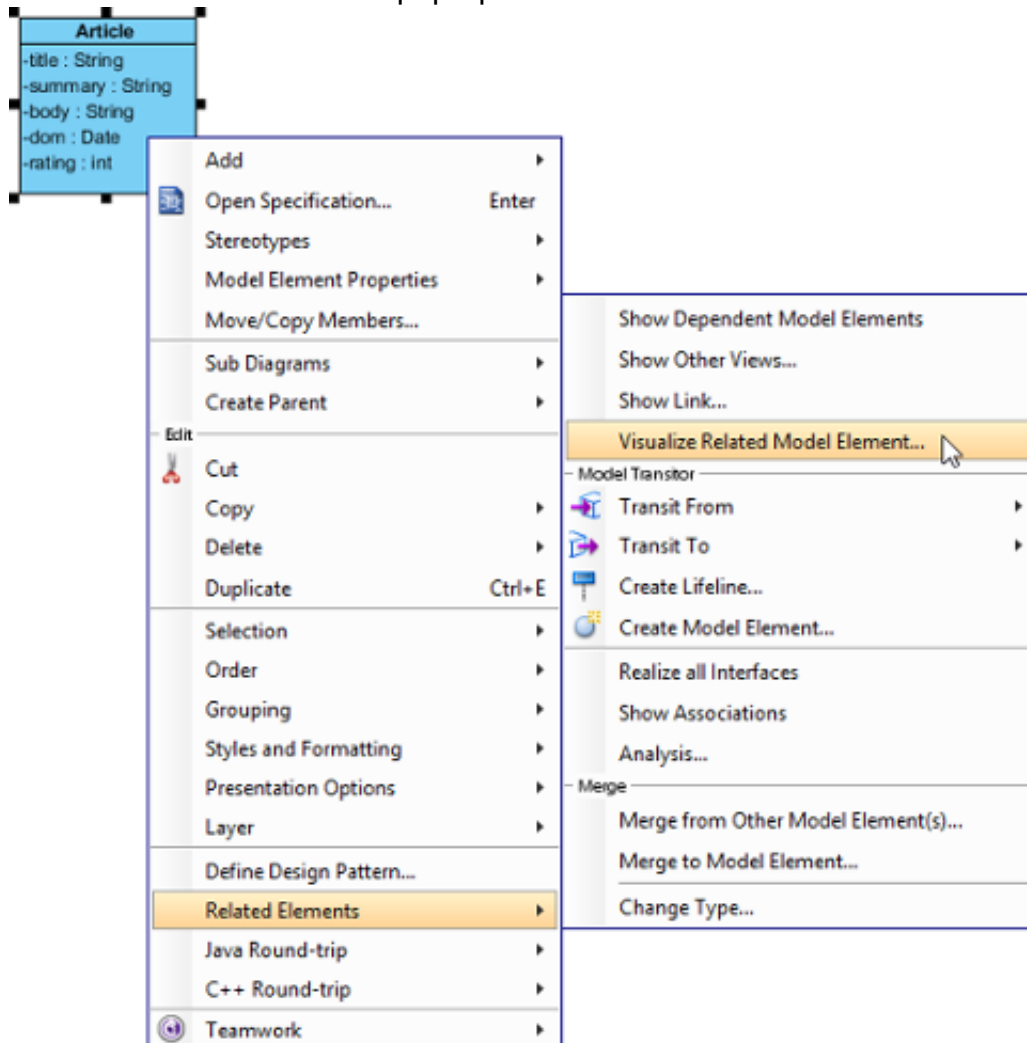 Article
-title : String
-summary : String
-body : String
-dom : Date
-rating : int
Add
Open Specification... Enter
Stereotypes
Model Element Properties
Move/Copy Members...
Sub Diagrams
Create Parent
Edit
Cut
Copy
Delete
Duplicate Ctrl+E
Selection
Order
Grouping
Styles and Formatting
Presentation Options
Layer
Define Design Pattern...
Related Elements
Java Round-trip
C++ Round-trip
Teamwork
Show Dependent Model Elements
Show Other Views...
Show Link...
Visualize Related Model Element...
Model Transitor
Transit From
Transit To
Create Lifeline...
Create Model Element...
Realize all Interfaces
Show Associations
Analysis...
Merge
Merge from Other Model Element(s)...
Merge to Model Element...
Change Type...